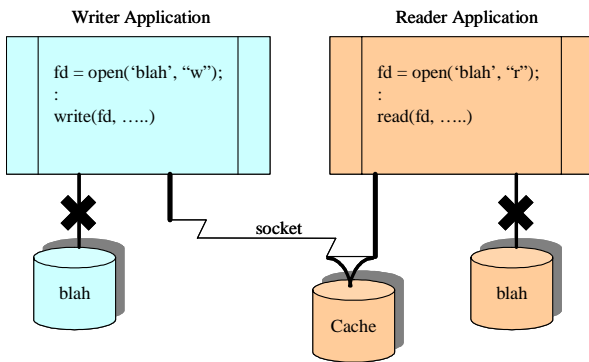 Writer Application
Reader Application
fd = open(‘blah’, “w”);
:
write(fd, …..)
fd = open(‘blah’, “r”);
:
read(fd, …..)
socket
blah
Cache
blah